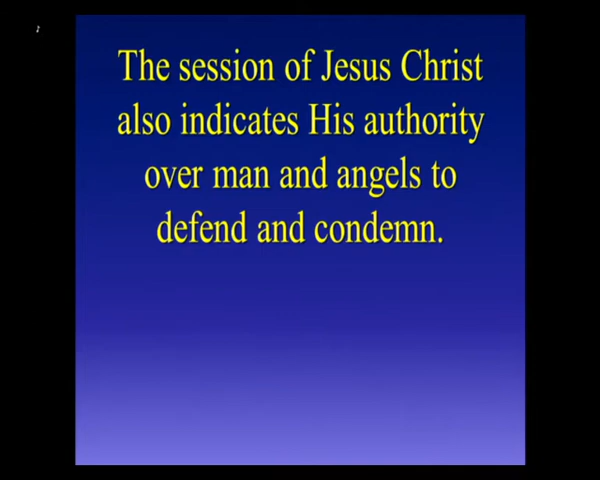 The session of Jesus Christ
also indicates His authority
over man and angels to
defend and condemn.